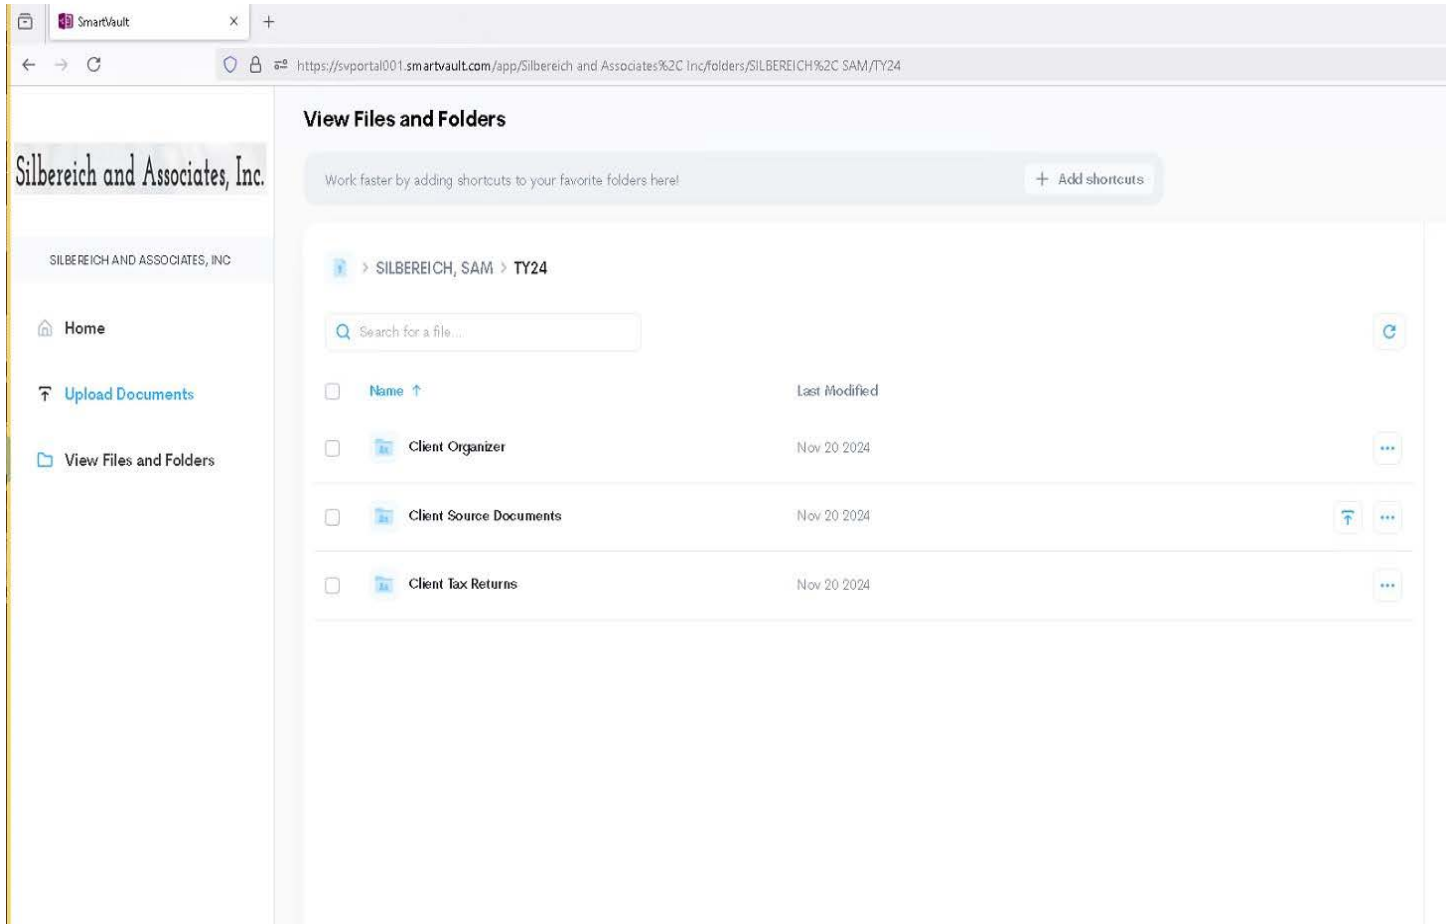 SmartVault
https://svportal001.smartvault.com/app/Silbereich and Associates%2C Inc/folders/SILBEREICH%2C SAM/TY24
View Files and Folders
Silbereich and Associates, Inc.
Work faster by adding shortcuts to your favorite folders here!
+ Add shortcuts
SILBEREICH AND ASSOCIATES, INC
> SILBEREICH, SAM > TY24
Home
Search for a file....
Upload Documents
Name ↑ Last Modified
View Files and Folders
Client Organizer Nov 20 2024
Client Source Documents Nov 20 2024
Client Tax Returns Nov 20 2024